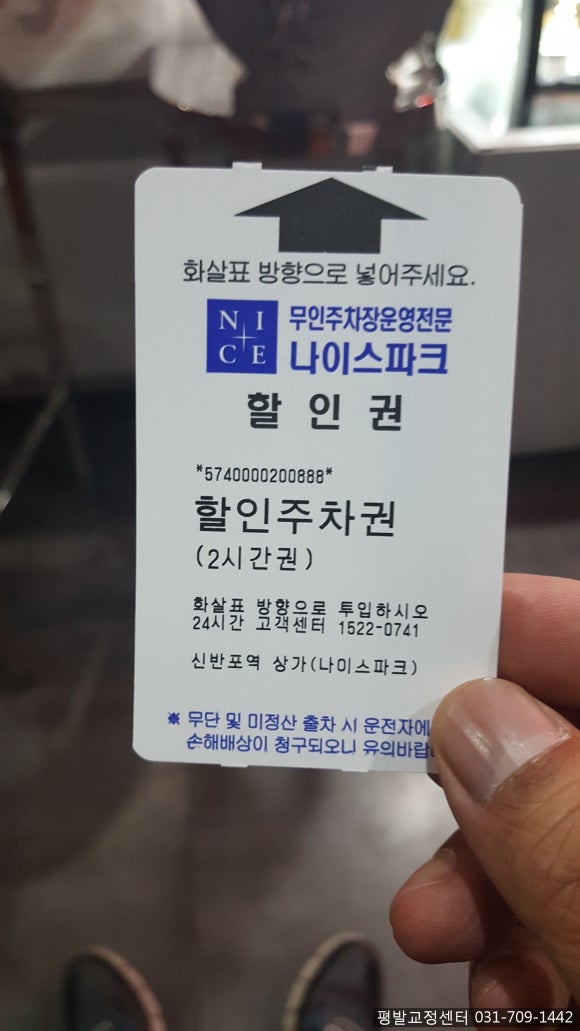 화살표 방향으로 넣어주세요.
NI
CE
무인주차장운영전문
나이스파크
할인권
*5740000200888*
할인주차권
(2시간권)
화살표 방향으로 투입하시오
24시간 고객센터 1522-0741
신반포역 상가(나이스파크)
※ 무단 및 미정산 출차 시 운전자에
손해배상이 청구되오니 유의바랍
평발교정센터 031-709-1442